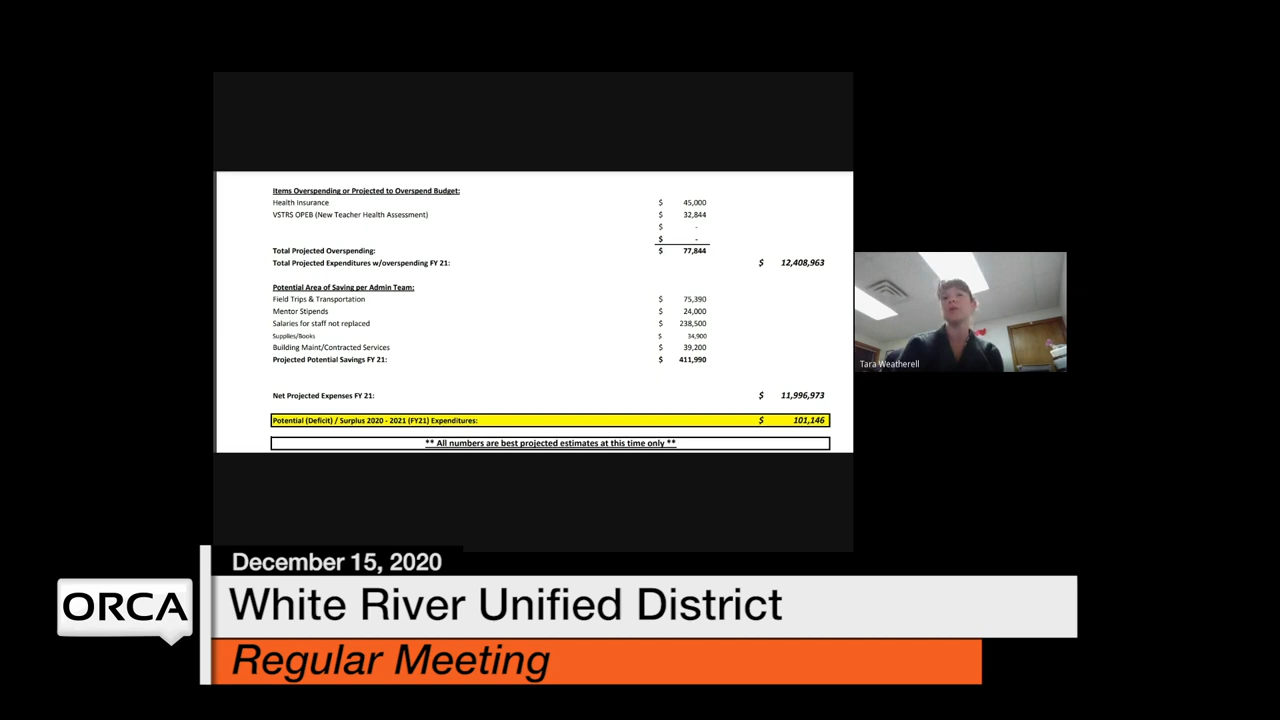 Items Overspending or Projected to Overspend Budget:
Health Insurance $ 45,000
VSTRS OPEB (New Teacher Health Assessment) $ 32,844
$ -
$ -
Total Projected Overspending: $ 77,844
Total Projected Expenditures w/overspending FY 21: $ 12,408,963
Potential Area of Saving per Admin Team:
Field Trips & Transportation $ 75,390
Mentor Stipends $ 24,000
Salaries for staff not replaced $ 238,500
Supplies/Books $ 34,900
Building Maint/Contracted Services $ 39,200
Projected Potential Savings FY 21: $ 411,990
Net Projected Expenses FY 21: $ 11,996,973
Potential (Deficit) / Surplus 2020 - 2021 (FY21) Expenditures: $ 101,146
** All numbers are best projected estimates at this time only **
Tara Weatherell
December 15, 2020
ORCA
White River Unified District
Regular Meeting